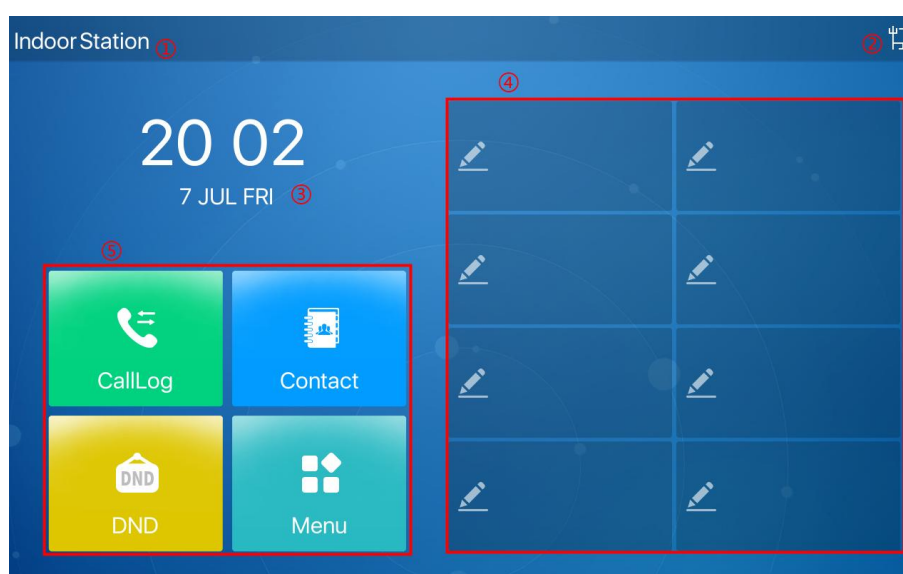 Indoor Station ①
②
④
20 02
7 JUL FRI ③
⑤
CallLog
Contact
DND
DND
Menu